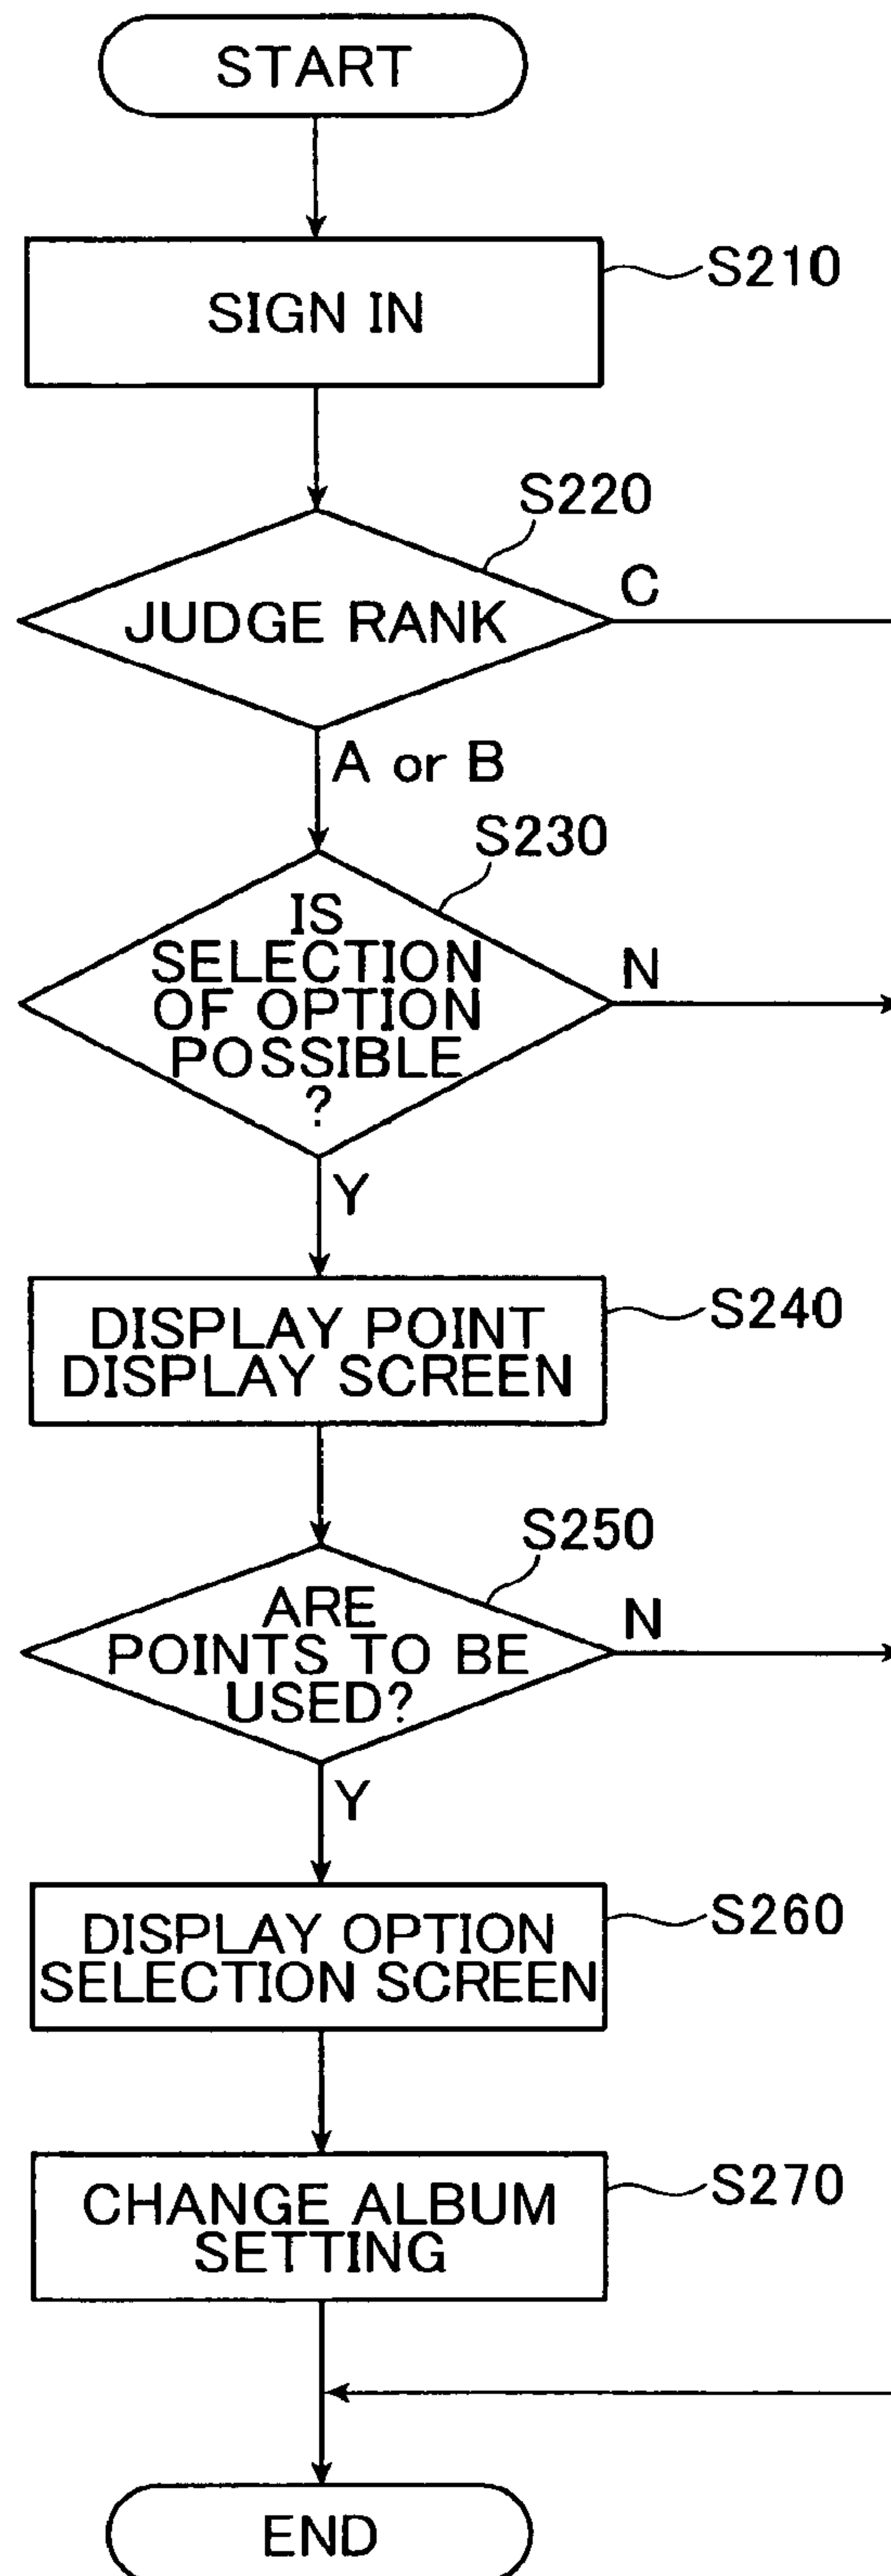 START
SIGN IN
S210
S220
JUDGE RANK
C
A or B
S230
IS
SELECTION
OF OPTION
POSSIBLE
?
N
Y
DISPLAY POINT
DISPLAY SCREEN
S240
S250
ARE
POINTS TO BE
USED?
N
Y
DISPLAY OPTION
SELECTION SCREEN
S260
CHANGE ALBUM
SETTING
S270
END